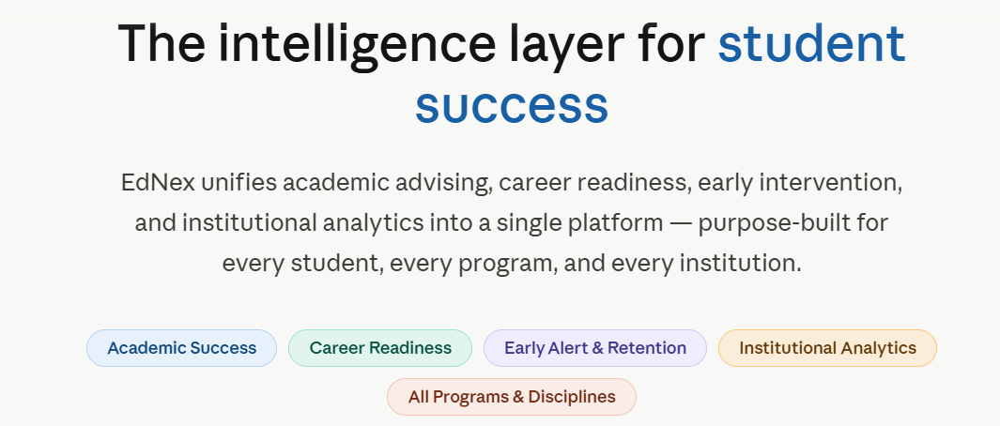 The intelligence layer for student
success
EdNex unifies academic advising, career readiness, early intervention,
and institutional analytics into a single platform — purpose-built for
every student, every program, and every institution.
Academic Success
Career Readiness
Early Alert & Retention
Institutional Analytics
All Programs & Disciplines